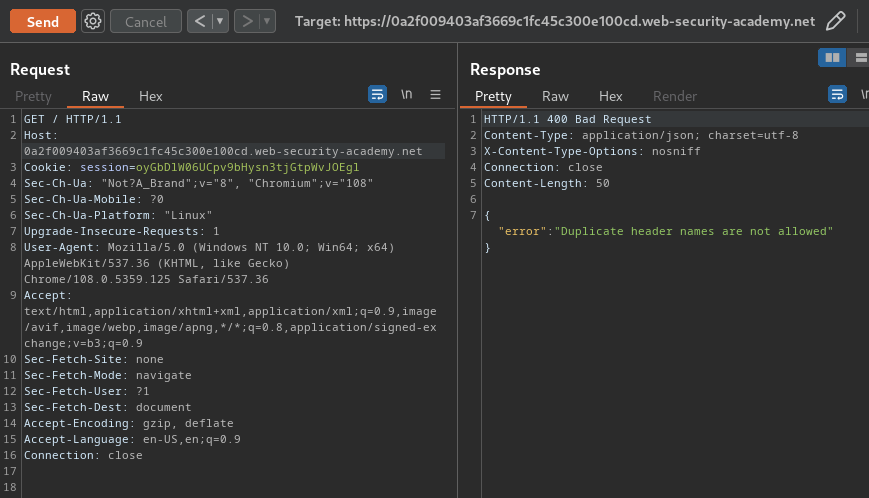 Send Cancel < > Target: https://0a2f009403af3669c1fc45c300e100cd.web-security-academy.net
Request
Pretty Raw Hex \n
1 GET / HTTP/1.1
2 Host:
0a2f009403af3669c1fc45c300e100cd.web-security-academy.net
3 Cookie: session=oyGbDlW06UCpv9bHysn3tjGtpWvJOEgl
4 Sec-Ch-Ua: "Not?A_Brand";v="8", "Chromium";v="108"
5 Sec-Ch-Ua-Mobile: ?0
6 Sec-Ch-Ua-Platform: "Linux"
7 Upgrade-Insecure-Requests: 1
8 User-Agent: Mozilla/5.0 (Windows NT 10.0; Win64; x64)
AppleWebKit/537.36 (KHTML, like Gecko)
Chrome/108.0.5359.125 Safari/537.36
9 Accept:
text/html,application/xhtml+xml,application/xml;q=0.9,image
/avif,image/webp,image/apng,*/*;q=0.8,application/signed-ex
change;v=b3;q=0.9
10 Sec-Fetch-Site: none
11 Sec-Fetch-Mode: navigate
12 Sec-Fetch-User: ?1
13 Sec-Fetch-Dest: document
14 Accept-Encoding: gzip, deflate
15 Accept-Language: en-US,en;q=0.9
16 Connection: close
17
18
Response
Pretty Raw Hex Render \n
1 HTTP/1.1 400 Bad Request
2 Content-Type: application/json; charset=utf-8
3 X-Content-Type-Options: nosniff
4 Connection: close
5 Content-Length: 50
6
7 {
"error":"Duplicate header names are not allowed"
}